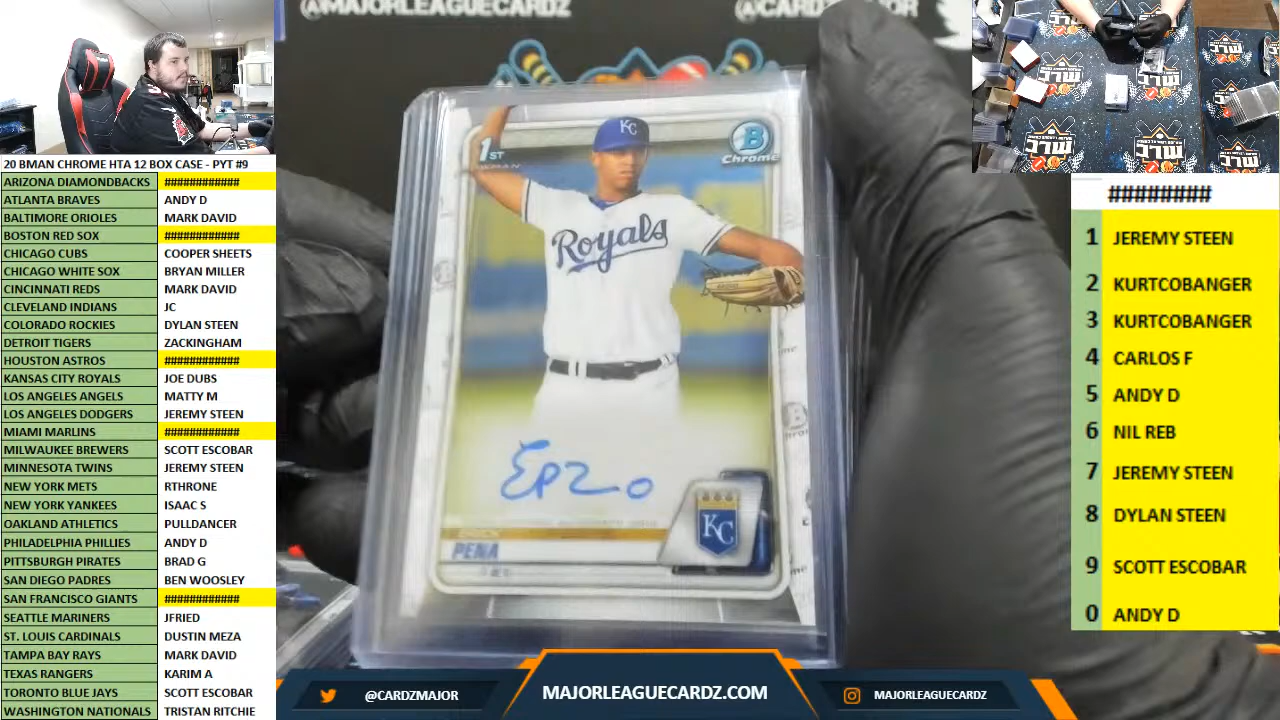 @MAJORLEAGUECARDZ
@CARDZMAJOR
20 BMAN CHROME HTA 12 BOX CASE - PYT #9
ARIZONA DIAMONDBACKS ############
ATLANTA BRAVES ANDY D
BALTIMORE ORIOLES MARK DAVID
BOSTON RED SOX ############
CHICAGO CUBS COOPER SHEETS
CHICAGO WHITE SOX BRYAN MILLER
CINCINNATI REDS MARK DAVID
CLEVELAND INDIANS JC
COLORADO ROCKIES DYLAN STEEN
DETROIT TIGERS ZACKINGHAM
HOUSTON ASTROS ############
KANSAS CITY ROYALS JOE DUBS
LOS ANGELES ANGELS MATTY M
LOS ANGELES DODGERS JEREMY STEEN
MIAMI MARLINS ############
MILWAUKEE BREWERS SCOTT ESCOBAR
MINNESOTA TWINS JEREMY STEEN
NEW YORK METS RTHRONE
NEW YORK YANKEES ISAAC S
OAKLAND ATHLETICS PULLDANCER
PHILADELPHIA PHILLIES ANDY D
PITTSBURGH PIRATES BRAD G
SAN DIEGO PADRES BEN WOOSLEY
SAN FRANCISCO GIANTS ############
SEATTLE MARINERS JFRIED
ST. LOUIS CARDINALS DUSTIN MEZA
TAMPA BAY RAYS MARK DAVID
TEXAS RANGERS KARIM A
TORONTO BLUE JAYS SCOTT ESCOBAR
WASHINGTON NATIONALS TRISTAN RITCHIE
1ST
KC
B
Chrome
Royals
PEÑA
KC
########
1 JEREMY STEEN
2 KURTCOBANGER
3 KURTCOBANGER
4 CARLOS F
5 ANDY D
6 NIL REB
7 JEREMY STEEN
8 DYLAN STEEN
9 SCOTT ESCOBAR
0 ANDY D
@CARDZMAJOR
MAJORLEAGUECARDZ.COM
MAJORLEAGUECARDZ